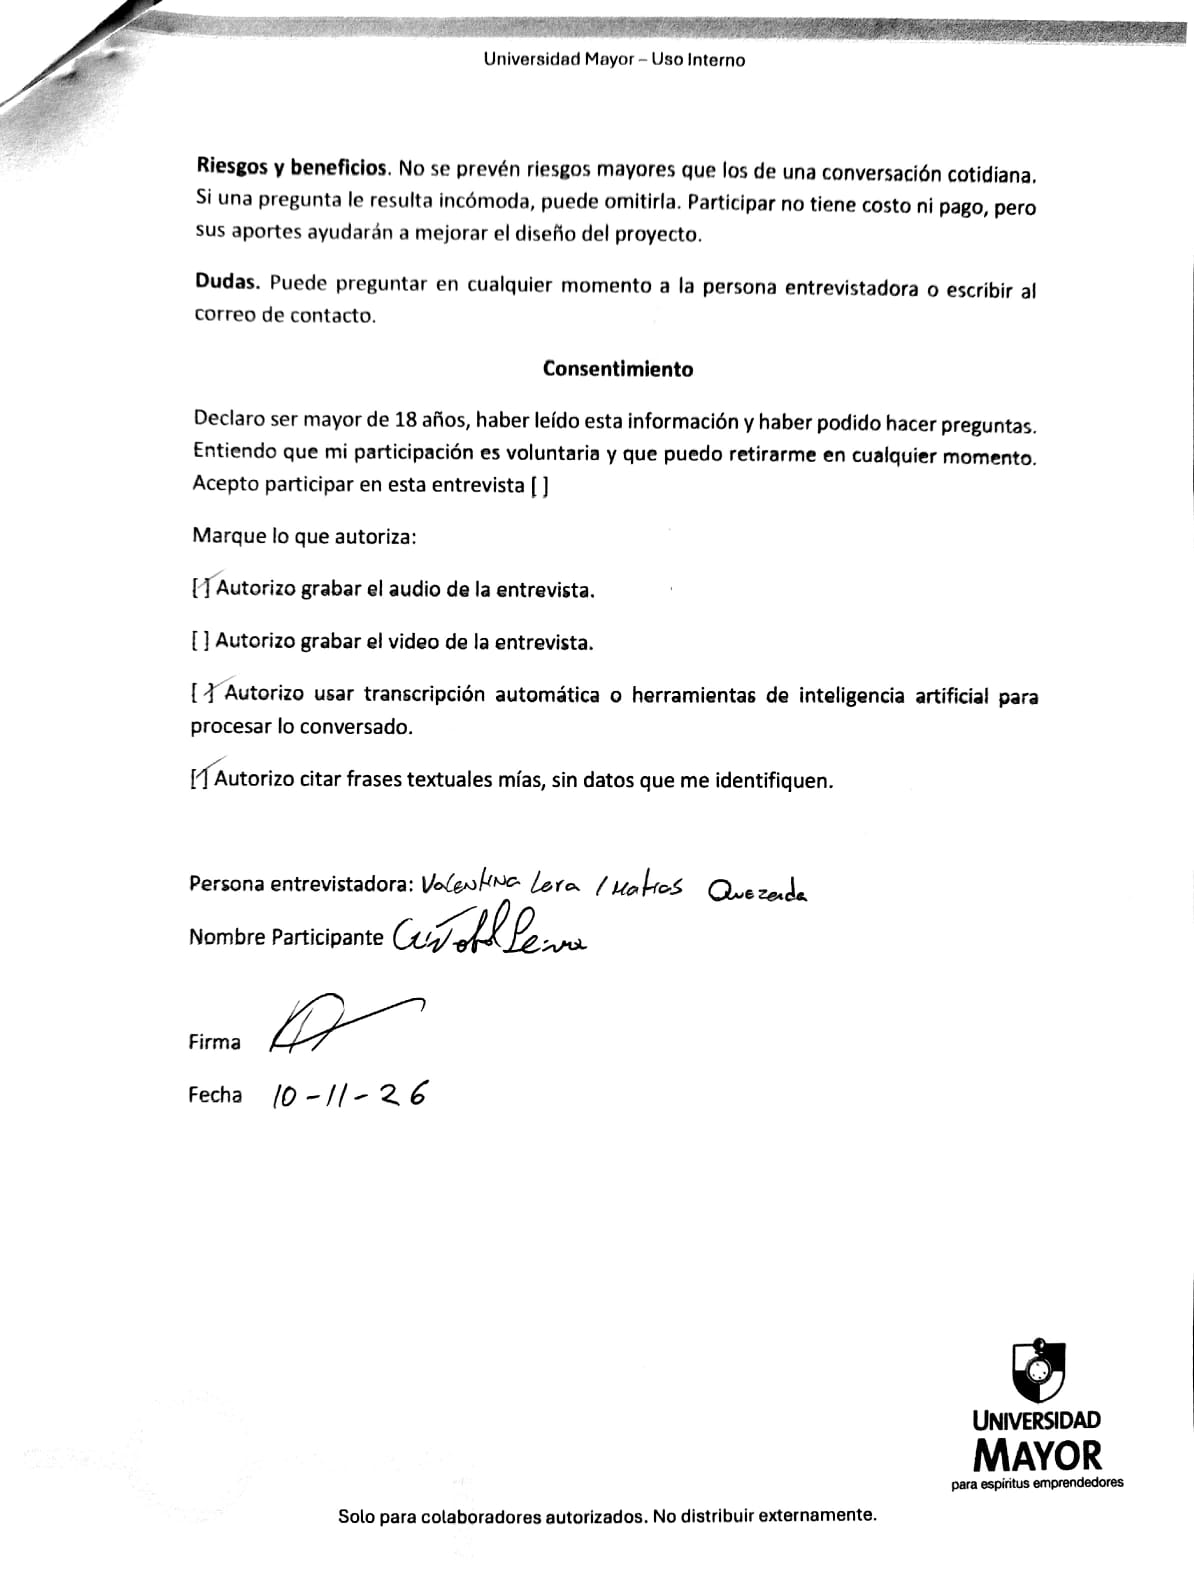 Universidad Mayor – Uso Interno
Riesgos y beneficios. No se prevén riesgos mayores que los de una conversación cotidiana.
Si una pregunta le resulta incómoda, puede omitirla. Participar no tiene costo ni pago, pero
sus aportes ayudarán a mejorar el diseño del proyecto.
Dudas. Puede preguntar en cualquier momento a la persona entrevistadora o escribir al
correo de contacto.
Consentimiento
Declaro ser mayor de 18 años, haber leído esta información y haber podido hacer preguntas.
Entiendo que mi participación es voluntaria y que puedo retirarme en cualquier momento.
Acepto participar en esta entrevista [ ]
Marque lo que autoriza:
[✓] Autorizo grabar el audio de la entrevista.
[ ] Autorizo grabar el video de la entrevista.
[✓] Autorizo usar transcripción automática o herramientas de inteligencia artificial para
procesar lo conversado.
[✓] Autorizo citar frases textuales mías, sin datos que me identifiquen.
Persona entrevistadora: Valentina Lera / Matias Quezada
Nombre Participante
Firma
Fecha 10-11-26
UNIVERSIDAD
MAYOR
para espíritus emprendedores
Solo para colaboradores autorizados. No distribuir externamente.